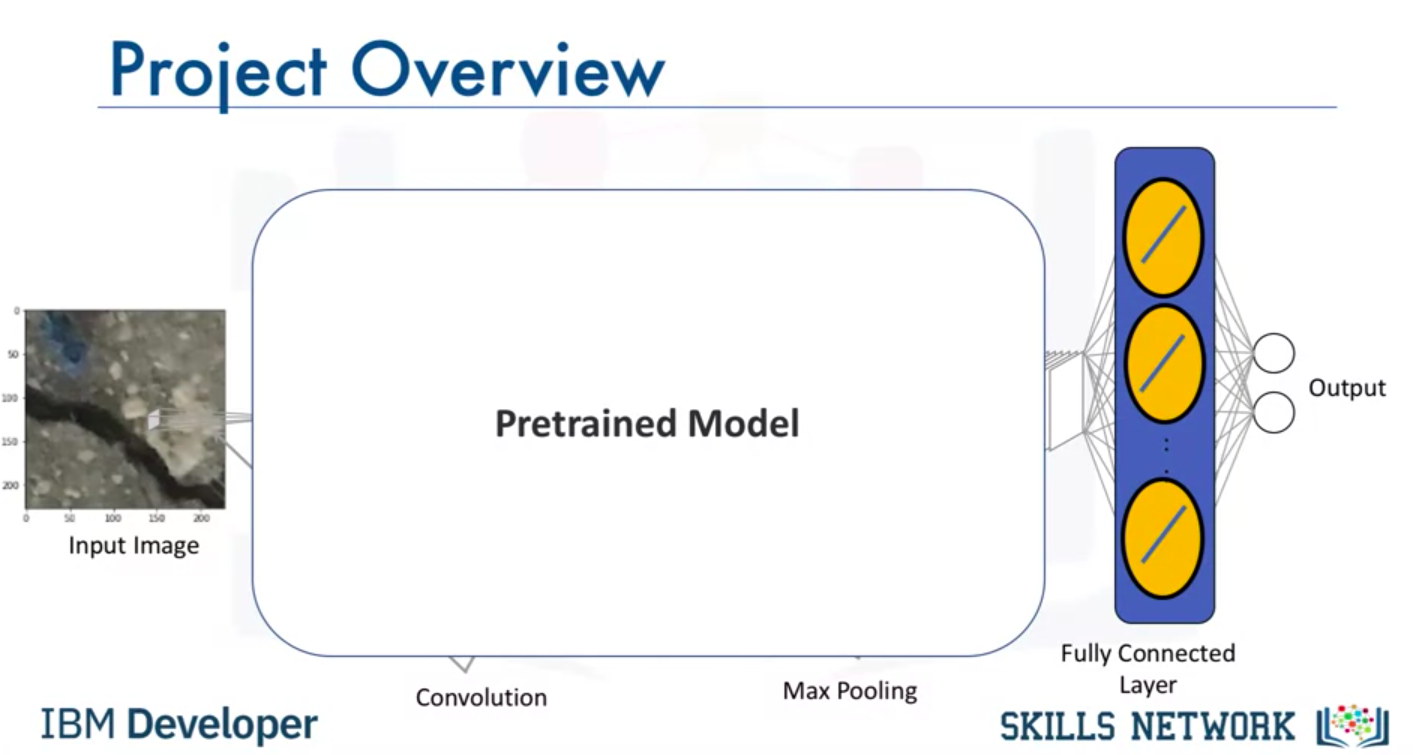 Project Overview
0
50
100
150
200
0 50 100 150 200
Input Image
Pretrained Model
Output
Convolution
Max Pooling
Fully Connected
Layer
IBM Developer
SKILLS NETWORK